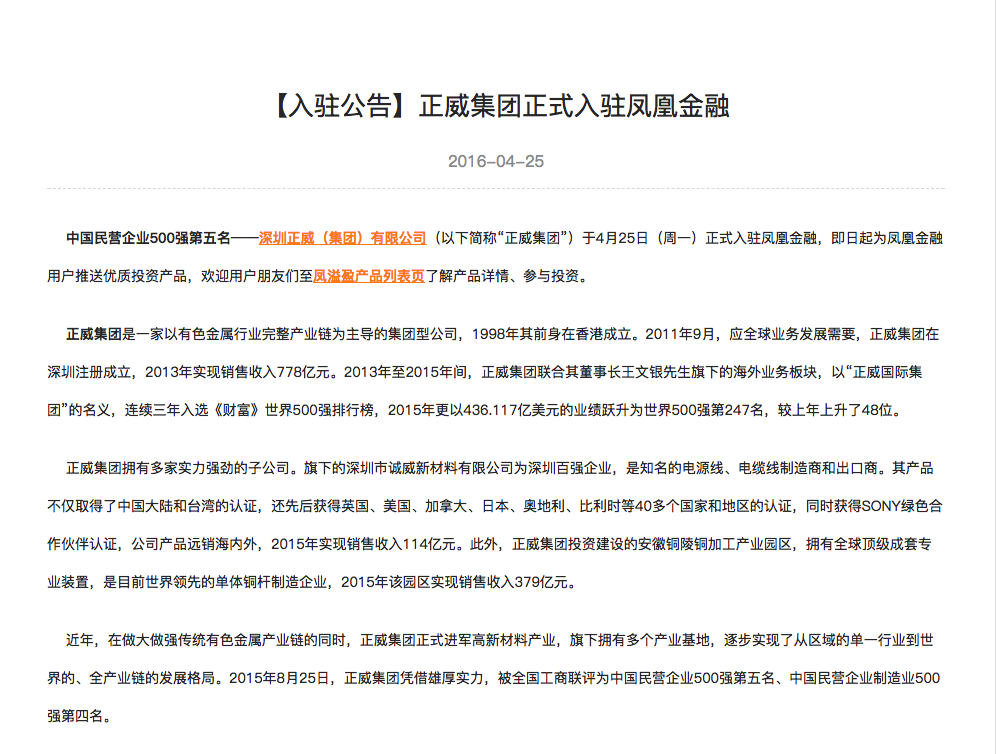 【入驻公告】正威集团正式入驻凤凰金融
2016-04-25
中国民营企业500强第五名——深圳正威（集团）有限公司（以下简称“正威集团”）于4月25日（周一）正式入驻凤凰金融，即日起为凤凰金融
用户推送优质投资产品，欢迎用户朋友们至凤溢盈产品列表页了解产品详情、参与投资。
正威集团是一家以有色金属行业完整产业链为主导的集团型公司，1998年其前身在香港成立。2011年9月，应全球业务发展需要，正威集团在
深圳注册成立，2013年实现销售收入778亿元。2013年至2015年间，正威集团联合其董事长王文银先生旗下的海外业务板块，以“正威国际集
团”的名义，连续三年入选《财富》世界500强排行榜，2015年更以436.117亿美元的业绩跃升为世界500强第247名，较上年上升了48位。
正威集团拥有多家实力强劲的子公司。旗下的深圳市诚威新材料有限公司为深圳百强企业，是知名的电源线、电缆线制造商和出口商。其产品
不仅取得了中国大陆和台湾的认证，还先后获得英国、美国、加拿大、日本、奥地利、比利时等40多个国家和地区的认证，同时获得SONY绿色合
作伙伴认证，公司产品远销海内外，2015年实现销售收入114亿元。此外，正威集团投资建设的安徽铜陵铜加工产业园区，拥有全球顶级成套专
业装置，是目前世界领先的单体铜杆制造企业，2015年该园区实现销售收入379亿元。
近年，在做大做强传统有色金属产业链的同时，正威集团正式进军高新材料产业，旗下拥有多个产业基地，逐步实现了从区域的单一行业到世
界的、全产业链的发展格局。2015年8月25日，正威集团凭借雄厚实力，被全国工商联评为中国民营企业500强第五名、中国民营企业制造业500
强第四名。